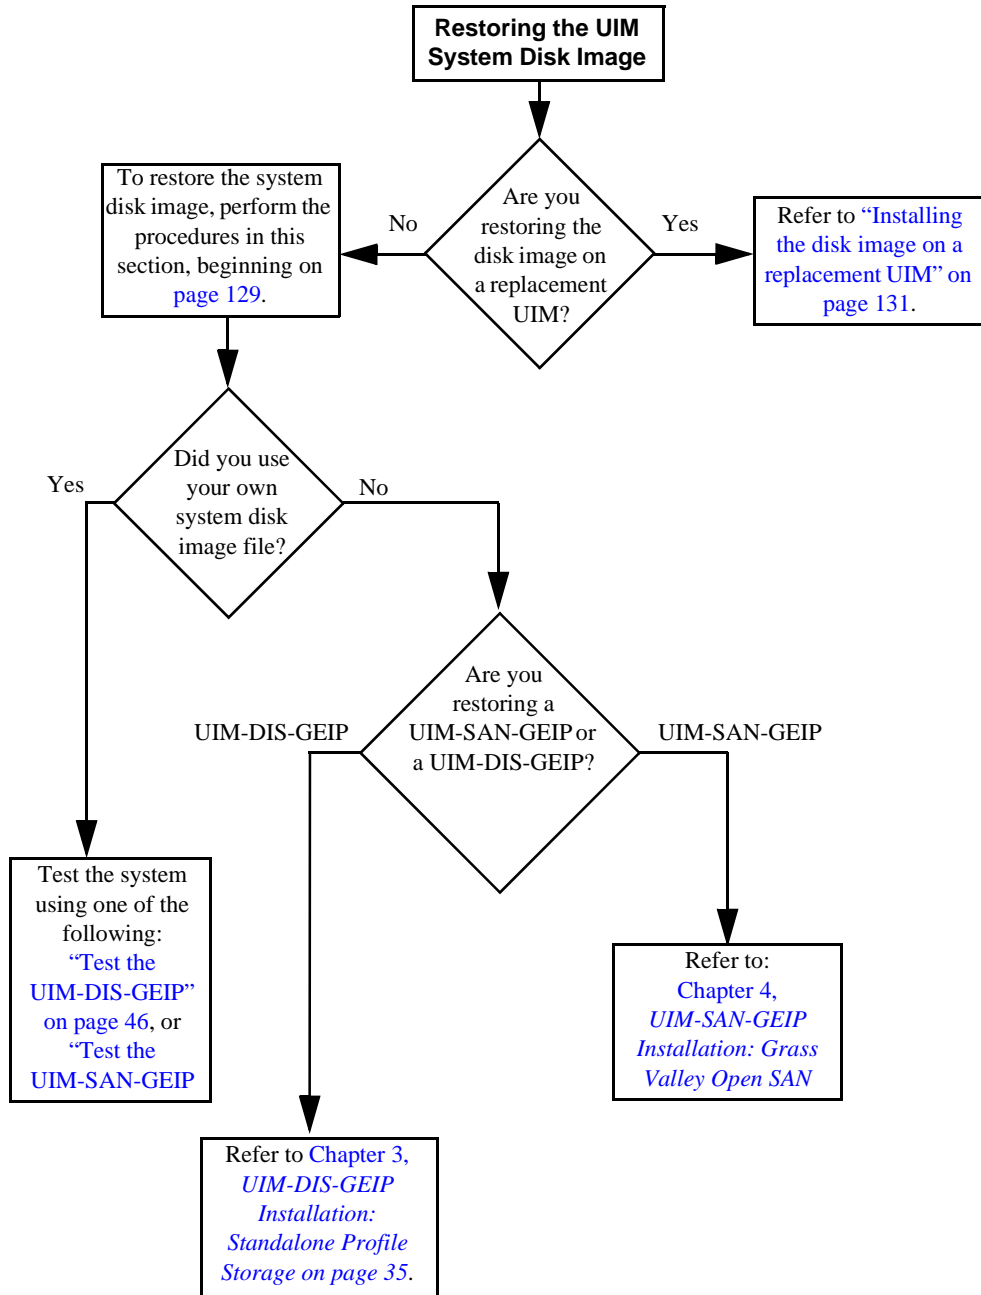 Restoring the UIM
System Disk Image
Are you
restoring the
disk image on
a replacement
UIM?
No
Yes
To restore the system
disk image, perform the
procedures in this
section, beginning on
page 129.
Refer to “Installing
the disk image on a
replacement UIM” on
page 131.
Did you use
your own
system disk
image file?
Yes
No
Are you
restoring a
UIM-SAN-GEIP or
a UIM-DIS-GEIP?
UIM-DIS-GEIP
UIM-SAN-GEIP
Test the system
using one of the
following:
“Test the
UIM-DIS-GEIP”
on page 46, or
“Test the
UIM-SAN-GEIP
Refer to:
Chapter 4,
UIM-SAN-GEIP
Installation: Grass
Valley Open SAN
Refer to Chapter 3,
UIM-DIS-GEIP
Installation:
Standalone Profile
Storage on page 35.